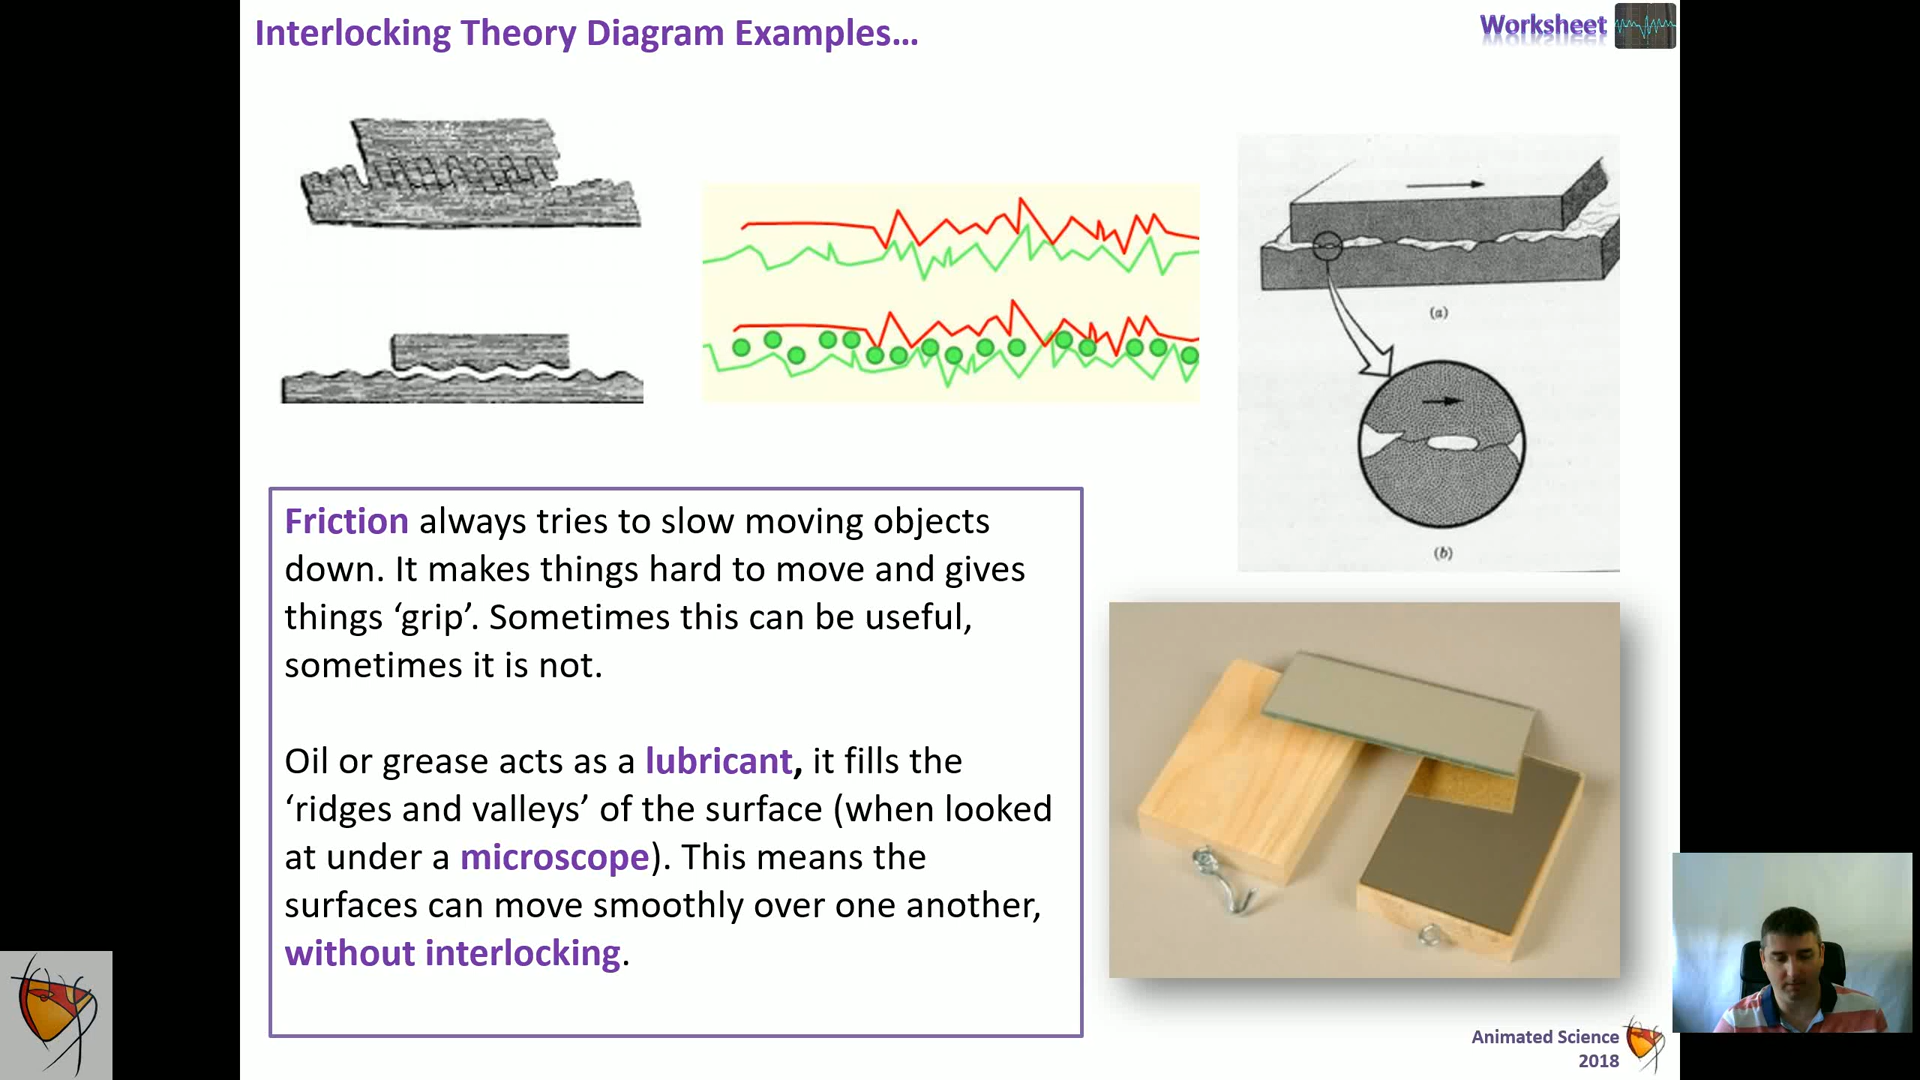 Interlocking Theory Diagram Examples…
Worksheet
(a)
(b)
Friction always tries to slow moving objects
down. It makes things hard to move and gives
things ‘grip’. Sometimes this can be useful,
sometimes it is not.
Oil or grease acts as a lubricant, it fills the
‘ridges and valleys’ of the surface (when looked
at under a microscope). This means the
surfaces can move smoothly over one another,
without interlocking.
Animated Science
2018